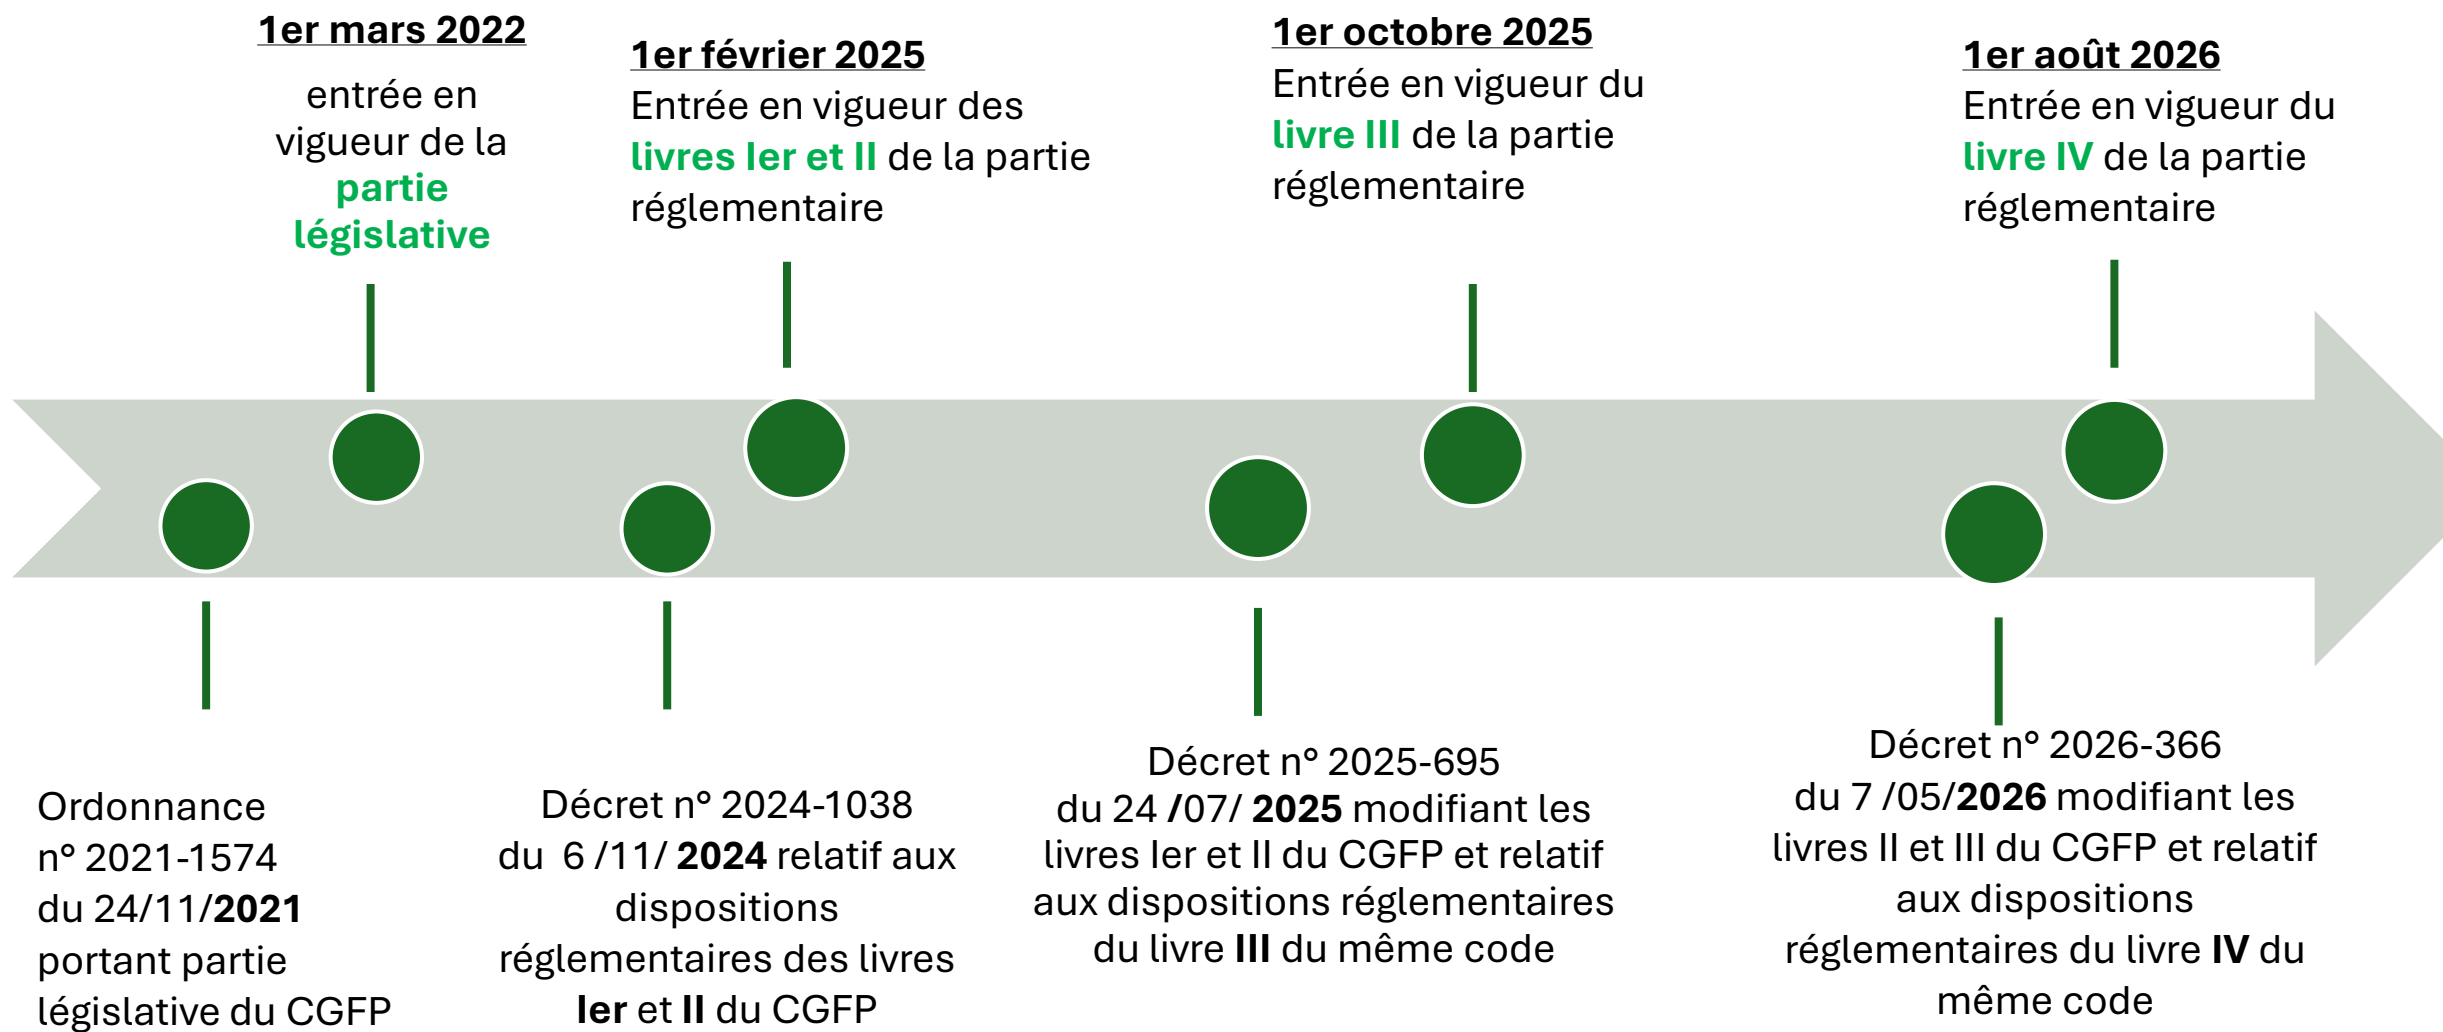 1er mars 2022
entrée en
vigueur de la
partie
législative
1er février 2025
Entrée en vigueur des
livres Ier et II de la partie
réglementaire
1er octobre 2025
Entrée en vigueur du
livre III de la partie
réglementaire
1er août 2026
Entrée en vigueur du
livre IV de la partie
réglementaire
Ordonnance
n° 2021-1574
du 24/11/2021
portant partie
législative du CGFP
Décret n° 2024-1038
du 6 /11/ 2024 relatif aux
dispositions
réglementaires des livres
Ier et II du CGFP
Décret n° 2025-695
du 24 /07/ 2025 modifiant les
livres Ier et II du CGFP et relatif
aux dispositions réglementaires
du livre III du même code
Décret n° 2026-366
du 7 /05/2026 modifiant les
livres II et III du CGFP et relatif
aux dispositions
réglementaires du livre IV du
même code